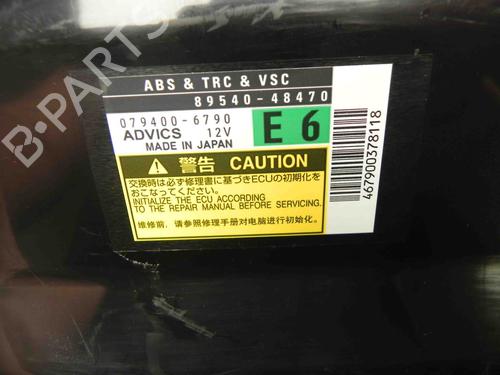 ABS & TRC & VSC
89540-48470
079400-6790
ADVICS 12V
MADE IN JAPAN
E6
警告 CAUTION
交換時は必ず修理書に基づきECUの初期化を
おこなってください。
INITIALIZE THE ECU ACCORDING
TO THE REPAIR MANUAL BEFORE SERVICING.
维修前，请参照修理手册对电脑进行初始化。
467900378118
B-PARTS